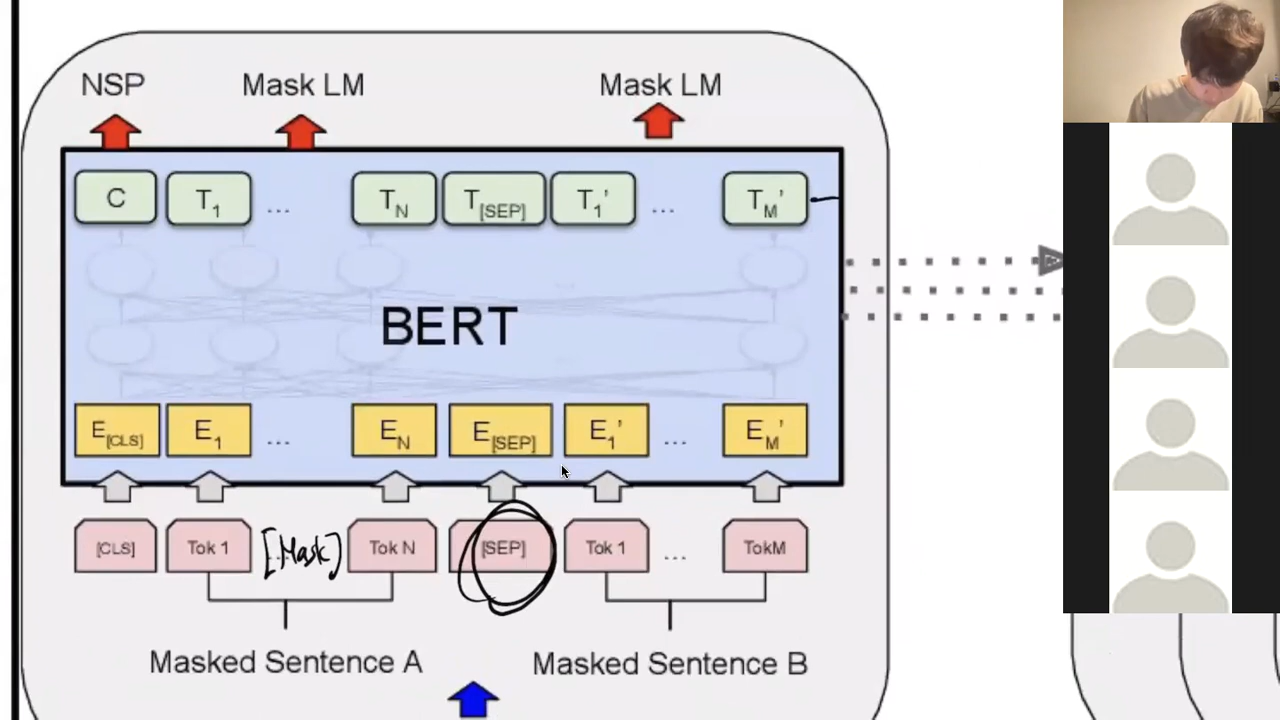 NSP Mask LM Mask LM
C T1 ... TN T[SEP] T1' ... TM'
BERT
E[CLS] E1 ... EN E[SEP] E1' ... EM'
[CLS] Tok 1 [Mask] Tok N [SEP] Tok 1 ... TokM
Masked Sentence A Masked Sentence B